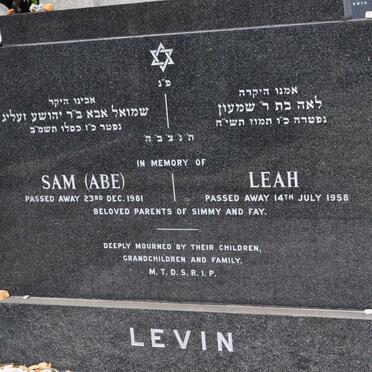 פ״נ
אמנו היקרה
לאה בת ר׳ שמעון
נפטרה כ״ו תמוז תשי״ח
אבינו היקר
שמואל אבא ב״ר יהושע זעליג
נפטר כ״ז כסלו תשמ״ב
ת׳נ׳צ׳ב׳ה׳
IN MEMORY OF
SAM (ABE)
PASSED AWAY 23RD DEC. 1981
LEAH
PASSED AWAY 14TH JULY 1958
BELOVED PARENTS OF SIMMY AND FAY.
DEEPLY MOURNED BY THEIR CHILDREN,
GRANDCHILDREN AND FAMILY,
M. T. D. S. R. I. P.
LEVIN